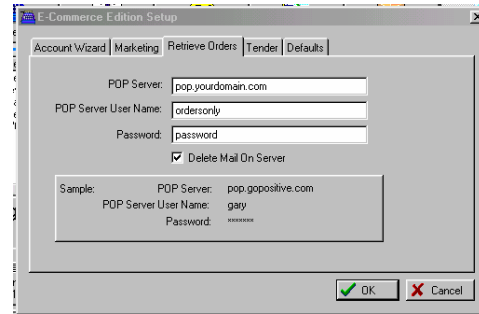 E-Commerce Edition Setup
Account Wizard Marketing Retrieve Orders Tender Defaults
POP Server: pop.yourdomain.com
POP Server User Name: ordersonly
Password: password
Delete Mail On Server
Sample: POP Server: pop.gopositive.com
POP Server User Name: gary
Password: *******
OK Cancel